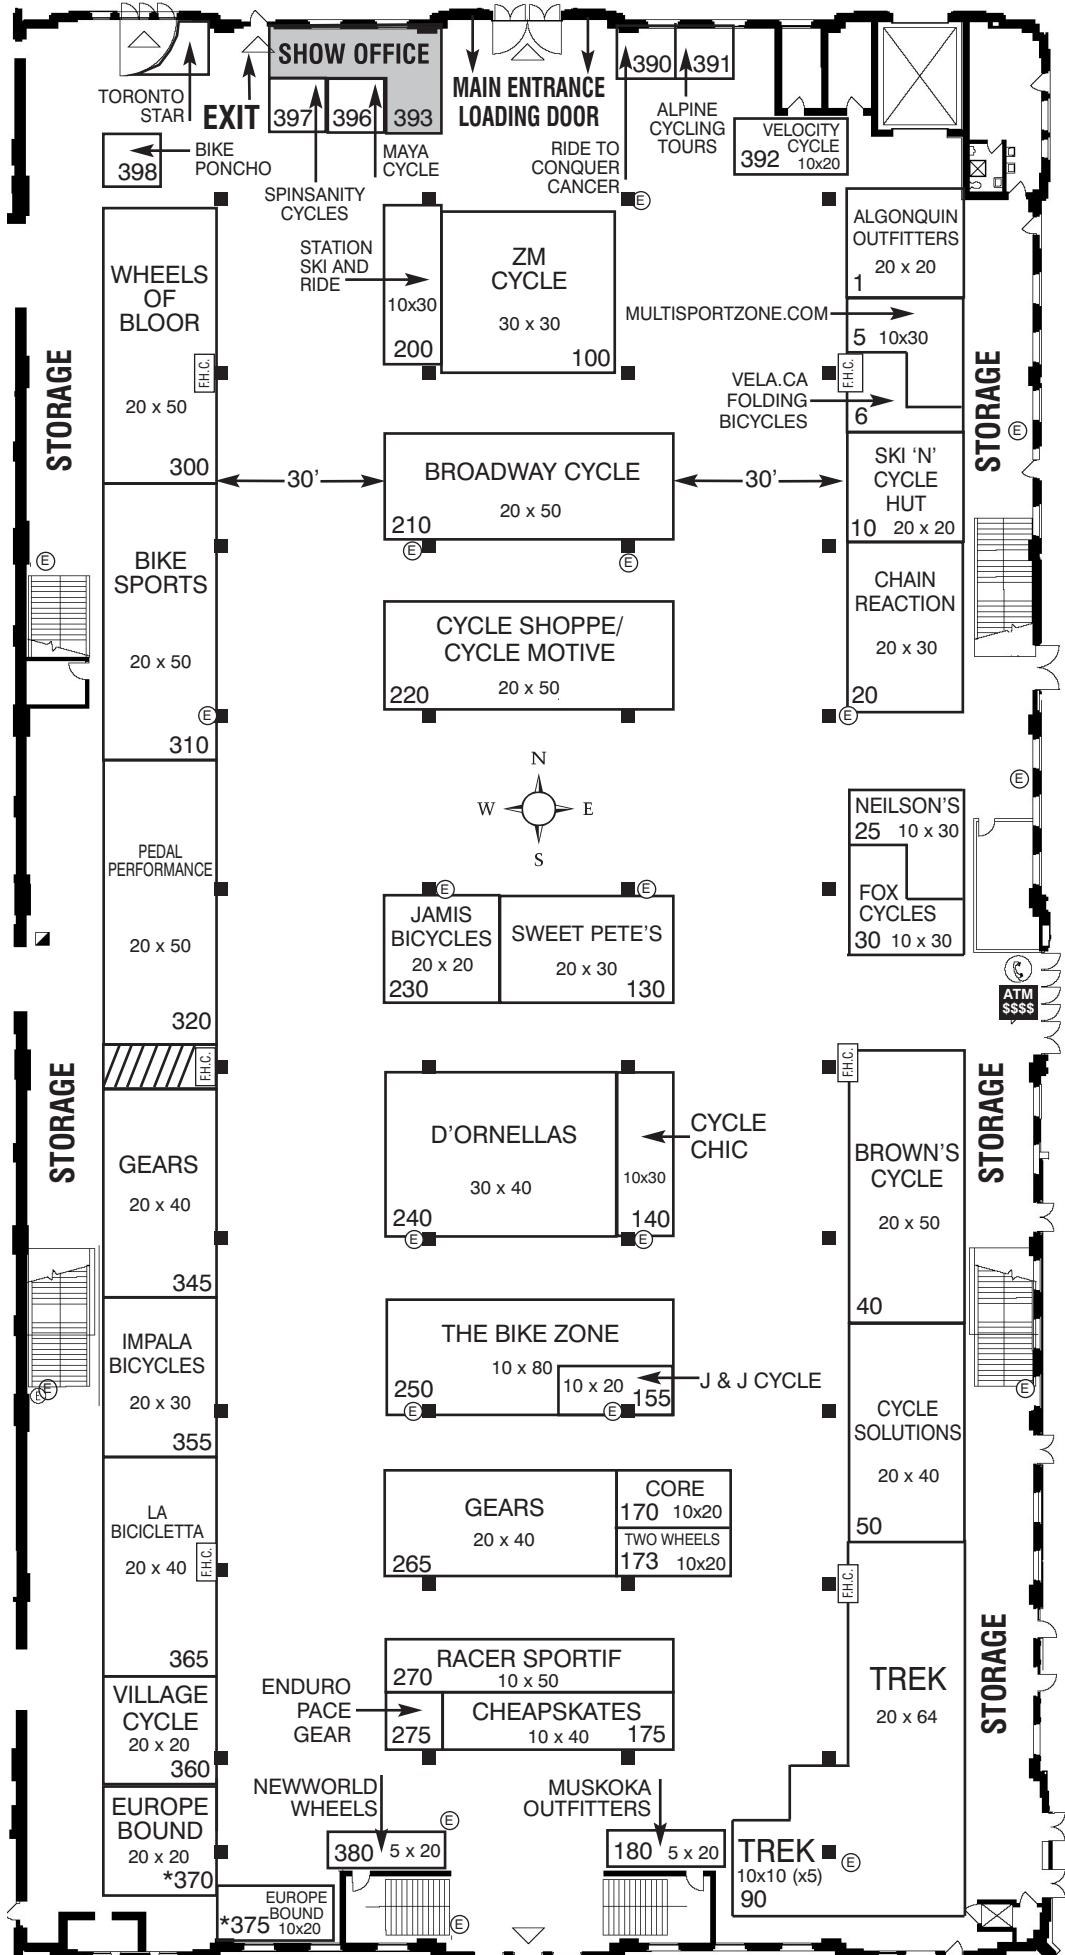 TORONTO
STAR
EXIT
SHOW OFFICE
397
396
393
SPINSANITY
CYCLES
MAYA
CYCLE
MAIN ENTRANCE
LOADING DOOR
390
391
RIDE TO
CONQUER
CANCER
ALPINE
CYCLING
TOURS
VELOCITY
CYCLE
392 10x20
398
BIKE
PONCHO
E
WHEELS
OF
BLOOR
20 x 50
F.H.C.
300
STORAGE
STATION
SKI AND
RIDE
10x30
200
ZM
CYCLE
30 x 30
100
ALGONQUIN
OUTFITTERS
20 x 20
1
MULTISPORTZONE.COM
5 10x30
F.H.C.
VELA.CA
FOLDING
BICYCLES
6
STORAGE
E
30'
BROADWAY CYCLE
20 x 50
210
30'
SKI 'N'
CYCLE
HUT
10 20 x 20
E
E
E
BIKE
SPORTS
20 x 50
310
E
CYCLE SHOPPE/
CYCLE MOTIVE
20 x 50
220
CHAIN
REACTION
20 x 30
20
E
N
W E
S
E
PEDAL
PERFORMANCE
20 x 50
320
NEILSON'S
25 10 x 30
FOX
CYCLES
30 10 x 30
E
E
JAMIS
BICYCLES
20 x 20
230
SWEET PETE'S
20 x 30
130
ATM
$$$$
F.H.C.
F.H.C.
STORAGE
GEARS
20 x 40
345
D'ORNELLAS
30 x 40
240
CYCLE
CHIC
10x30
140
E
E
BROWN'S
CYCLE
20 x 50
40
STORAGE
IMPALA
BICYCLES
20 x 30
355
E
E
THE BIKE ZONE
10 x 80
250
10 x 20
155
J & J CYCLE
E
E
E
CYCLE
SOLUTIONS
20 x 40
50
LA
BICICLETTA
20 x 40
F.H.C.
365
GEARS
20 x 40
265
CORE
170 10x20
TWO WHEELS
173 10x20
F.H.C.
TREK
20 x 64
STORAGE
RACER SPORTIF
270 10 x 50
ENDURO
PACE
GEAR
275
CHEAPSKATES
10 x 40 175
VILLAGE
CYCLE
20 x 20
360
NEWWORLD
WHEELS
380 5 x 20
E
MUSKOKA
OUTFITTERS
180 5 x 20
TREK
10x10 (x5)
90
E
EUROPE
BOUND
20 x 20
*370
EUROPE
BOUND
*375 10x20
E